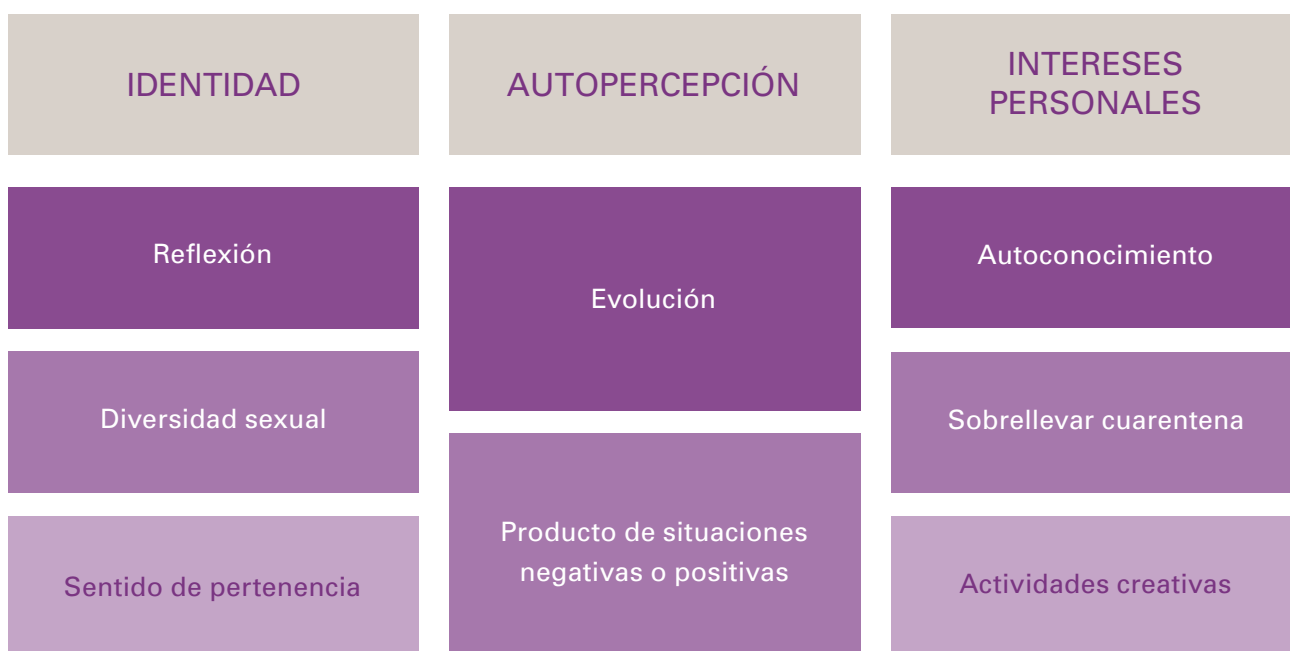 IDENTIDAD
Reflexión
Diversidad sexual
Sentido de pertenencia
AUTOPERCEPCIÓN
Evolución
Producto de situaciones
negativas o positivas
INTERESES
PERSONALES
Autoconocimiento
Sobrellevar cuarentena
Actividades creativas